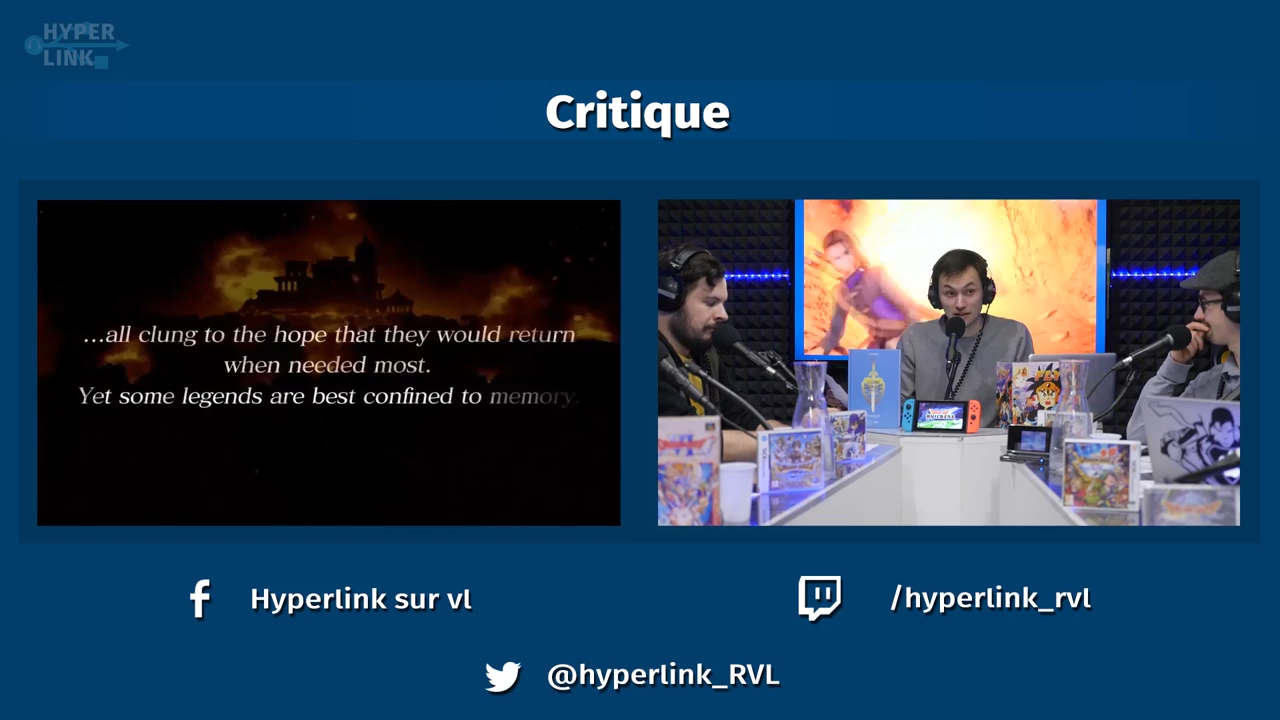 HYPER
LINK
Critique
...all clung to the hope that they would return
when needed most.
Yet some legends are best confined to memory.
Hyperlink sur vl
/hyperlink_rvl
@hyperlink_RVL